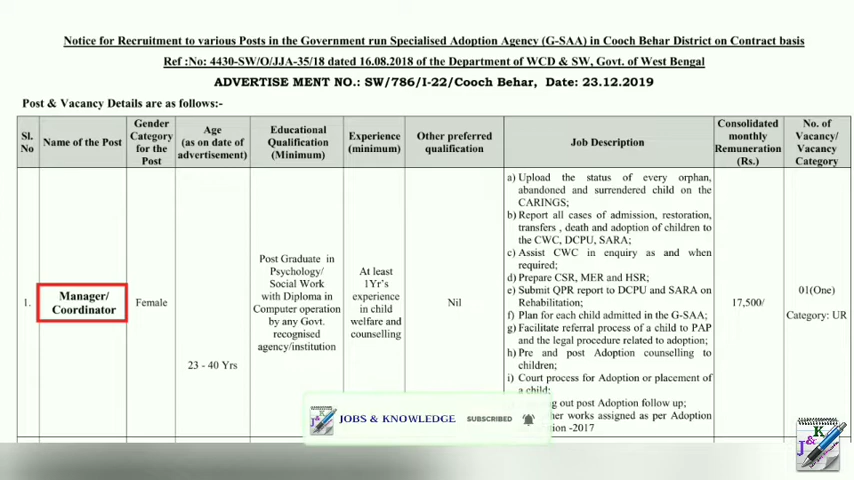 Notice for Recruitment to various Posts in the Government run Specialised Adoption Agency (G-SAA) in Cooch Behar District on Contract basis
Ref :No: 4430-SW/O/JJA-35/18 dated 16.08.2018 of the Department of WCD & SW, Govt. of West Bengal
ADVERTISE MENT NO.: SW/786/I-22/Cooch Behar, Date: 23.12.2019
Post & Vacancy Details are as follows:-
Sl. No
Name of the Post
Gender
Category
for the
Post
Age
(as on date of
advertisement)
Educational
Qualification
(Minimum)
Experience
(minimum)
Other preferred
qualification
Job Description
Consolidated
monthly
Remuneration
(Rs.)
No. of
Vacancy/
Vacancy
Category
1.
Manager/
Coordinator
Female
23 - 40 Yrs
Post Graduate in
Psychology/
Social Work
with Diploma in
Computer operation
by any Govt.
recognised
agency/institution
At least
1Yr's
experience
in child
welfare and
counselling
Nil
a) Upload the status of every orphan,
abandoned and surrendered child on the
CARINGS;
b) Report all cases of admission, restoration,
transfers , death and adoption of children to
the CWC, DCPU, SARA;
c) Assist CWC in enquiry as and when
required;
d) Prepare CSR, MER and HSR;
e) Submit QPR report to DCPU and SARA on
Rehabilitation;
f) Plan for each child admitted in the G-SAA;
g) Facilitate referral process of a child to PAP
and the legal procedure related to adoption;
h) Pre and post Adoption counselling to
children;
i) Court process for Adoption or placement of
a child;
out post Adoption follow up;
works assigned as per Adoption
-2017
17,500/
01(One)
Category: UR
JOBS & KNOWLEDGE
SUBSCRIBED
J&K